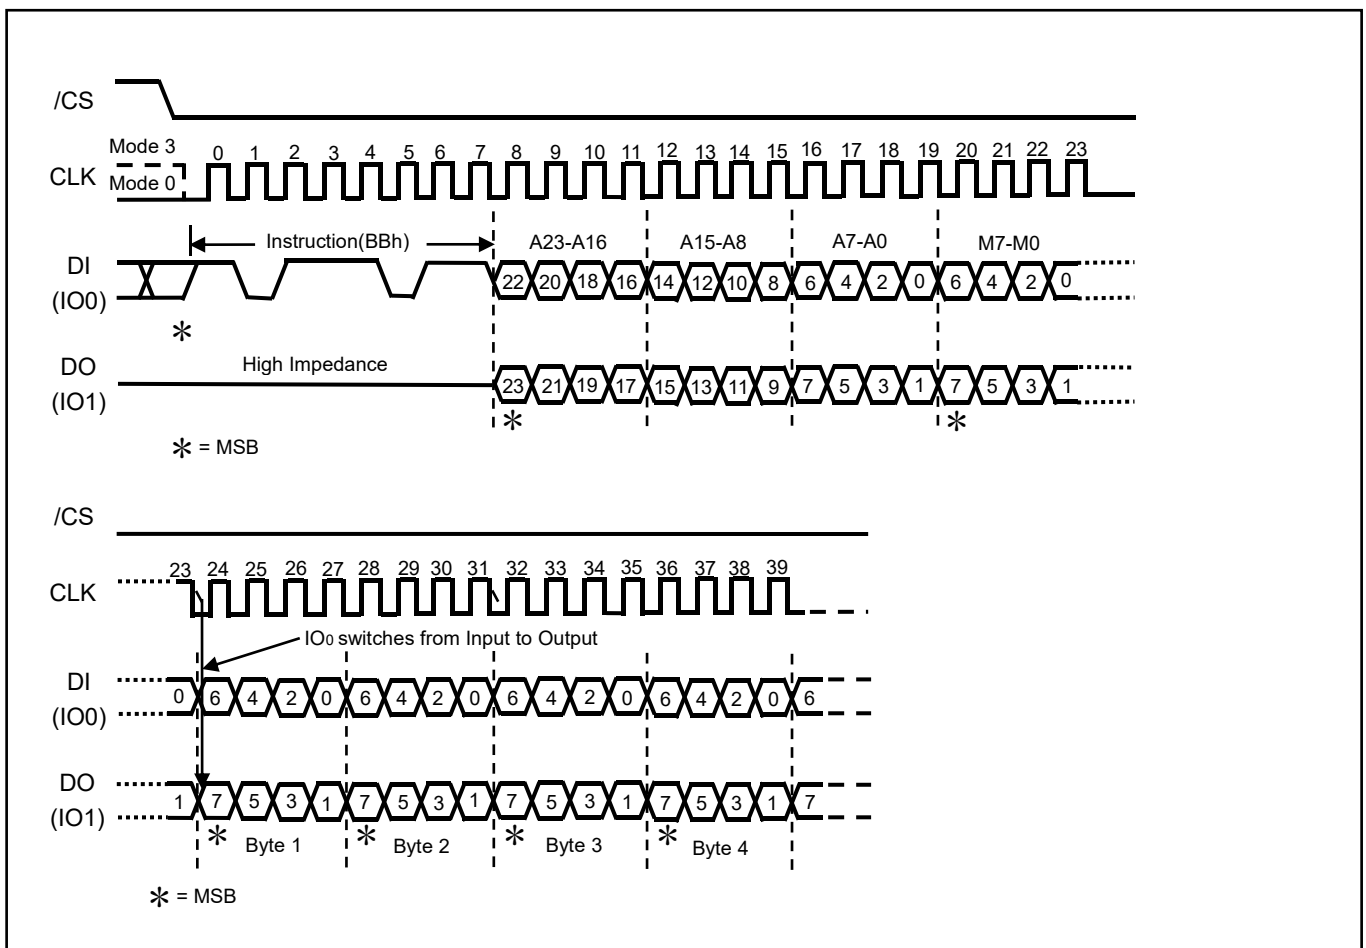 /CS
Mode 3
CLK
Mode 0
0 1 2 3 4 5 6 7 8 9 10 11 12 13 14 15 16 17 18 19 20 21 22 23
Instruction(BBh) A23-A16 A15-A8 A7-A0 M7-M0
DI
(IO0)
22 20 18 16 14 12 10 8 6 4 2 0 6 4 2 0
*
High Impedance
DO
(IO1)
23 21 19 17 15 13 11 9 7 5 3 1 7 5 3 1
* *
* = MSB
/CS
23 24 25 26 27 28 29 30 31 32 33 34 35 36 37 38 39
CLK
IO0 switches from Input to Output
DI
(IO0)
0 6 4 2 0 6 4 2 0 6 4 2 0 6 4 2 0 6
DO
(IO1)
1 7 5 3 1 7 5 3 1 7 5 3 1 7 5 3 1 7
* * * *
Byte 1 Byte 2 Byte 3 Byte 4
* = MSB